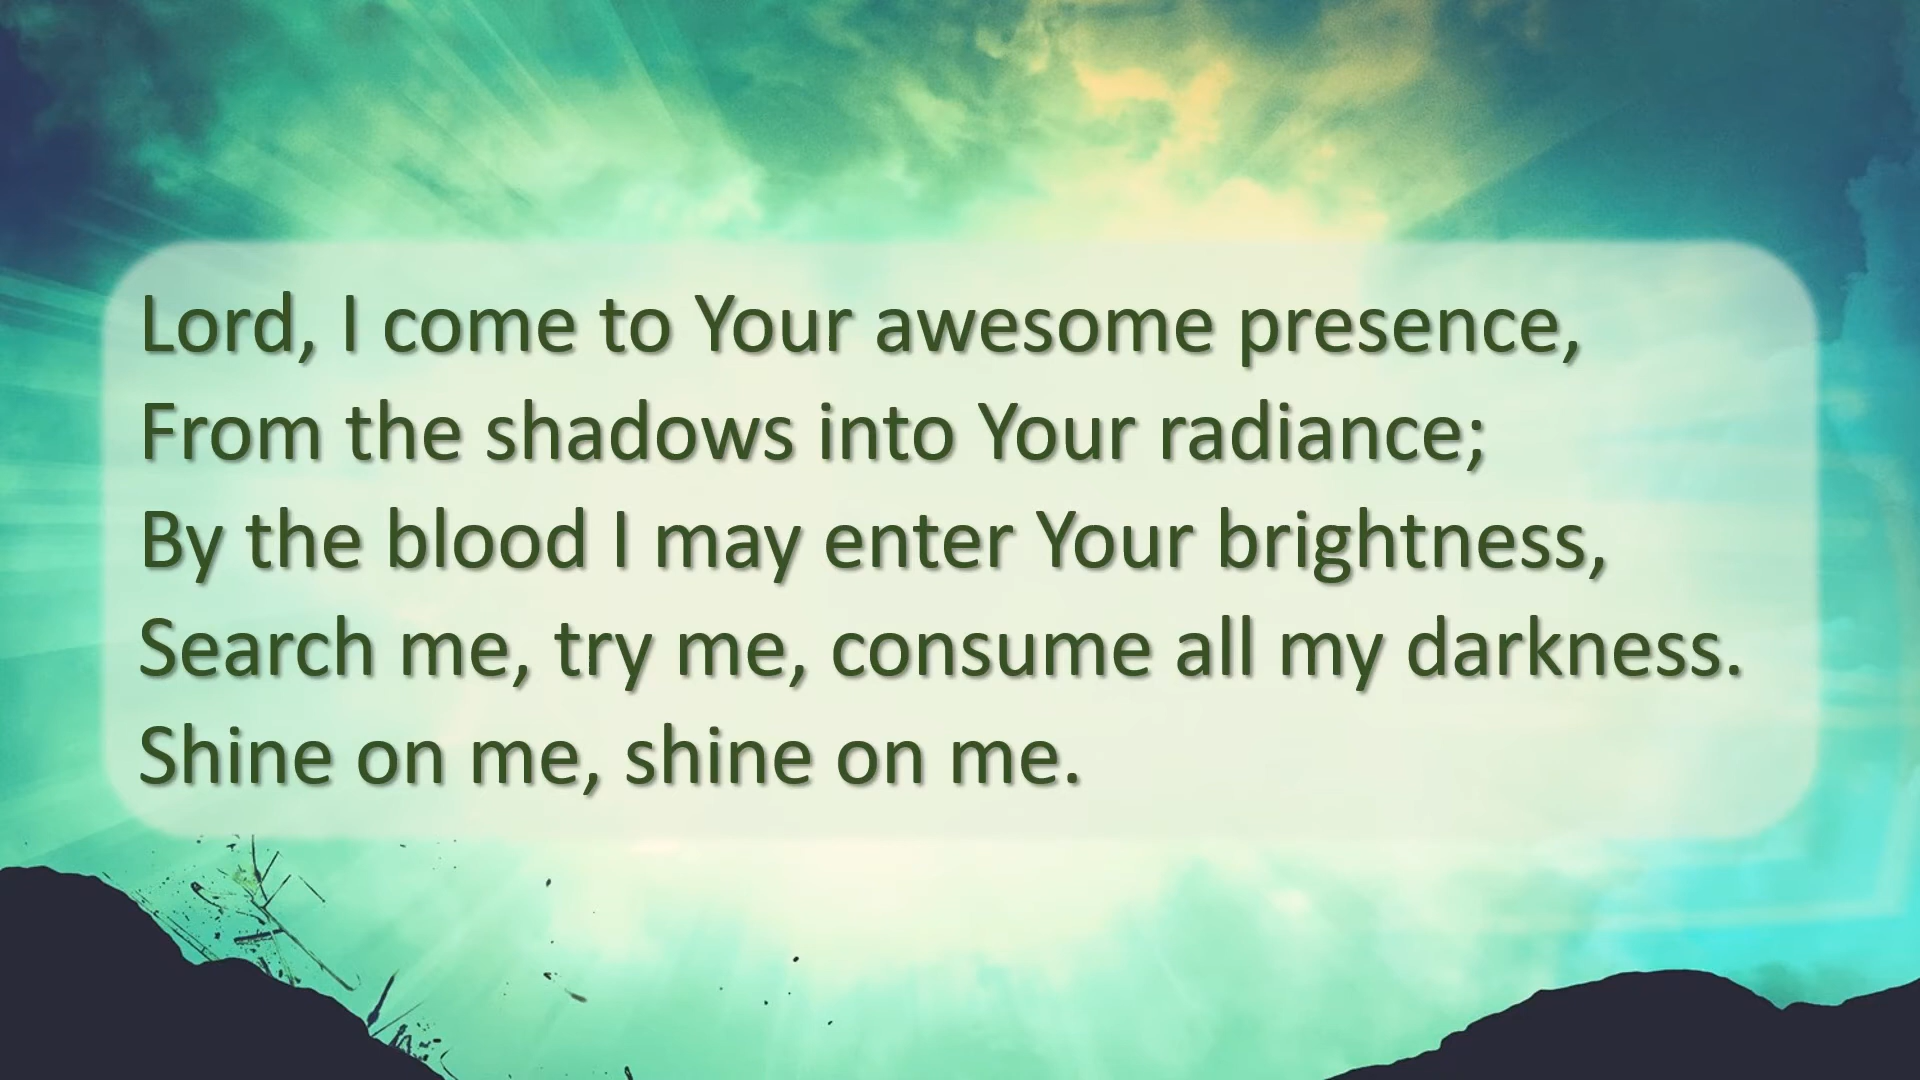 Lord, I come to Your awesome presence,
From the shadows into Your radiance;
By the blood I may enter Your brightness,
Search me, try me, consume all my darkness.
Shine on me, shine on me.